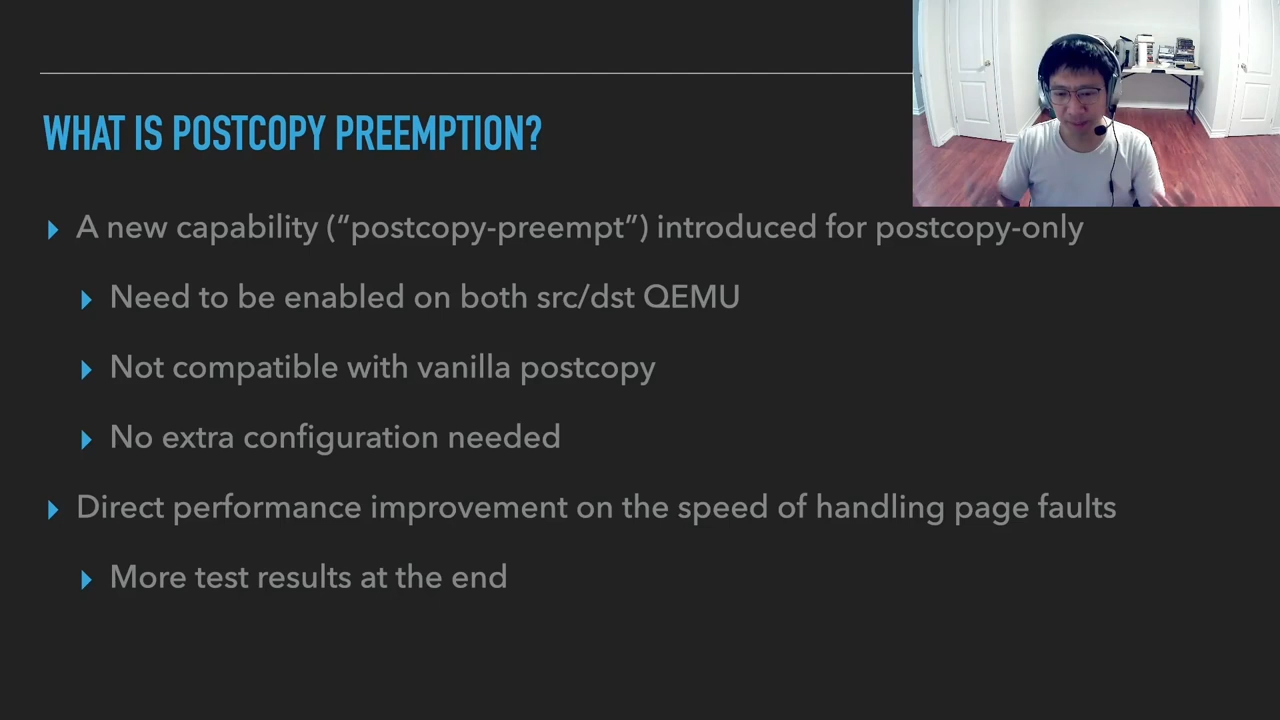 WHAT IS POSTCOPY PREEMPTION?
A new capability (“postcopy-preempt”) introduced for postcopy-only
Need to be enabled on both src/dst QEMU
Not compatible with vanilla postcopy
No extra configuration needed
Direct performance improvement on the speed of handling page faults
More test results at the end